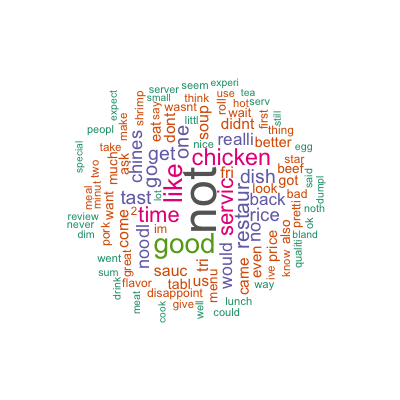 server seem experi
small think use tea
expect shrimp say wasnt roll hot serv
make eat dont soup wait first still
peopl littl didnt thing
take chines one nice realli better egg
special two much ask get chicken star
minut go fri beef bad said
meal want tast lot like not dish look got pretti dumpl
review come 2 time servic back also noth
never pork im restaur rice ok
dim noodl good no price bland
great sauc tri would even ive qualiti
went tabl us came know
sum flavor menu way
drink disappoint lunch
meat cook give well could